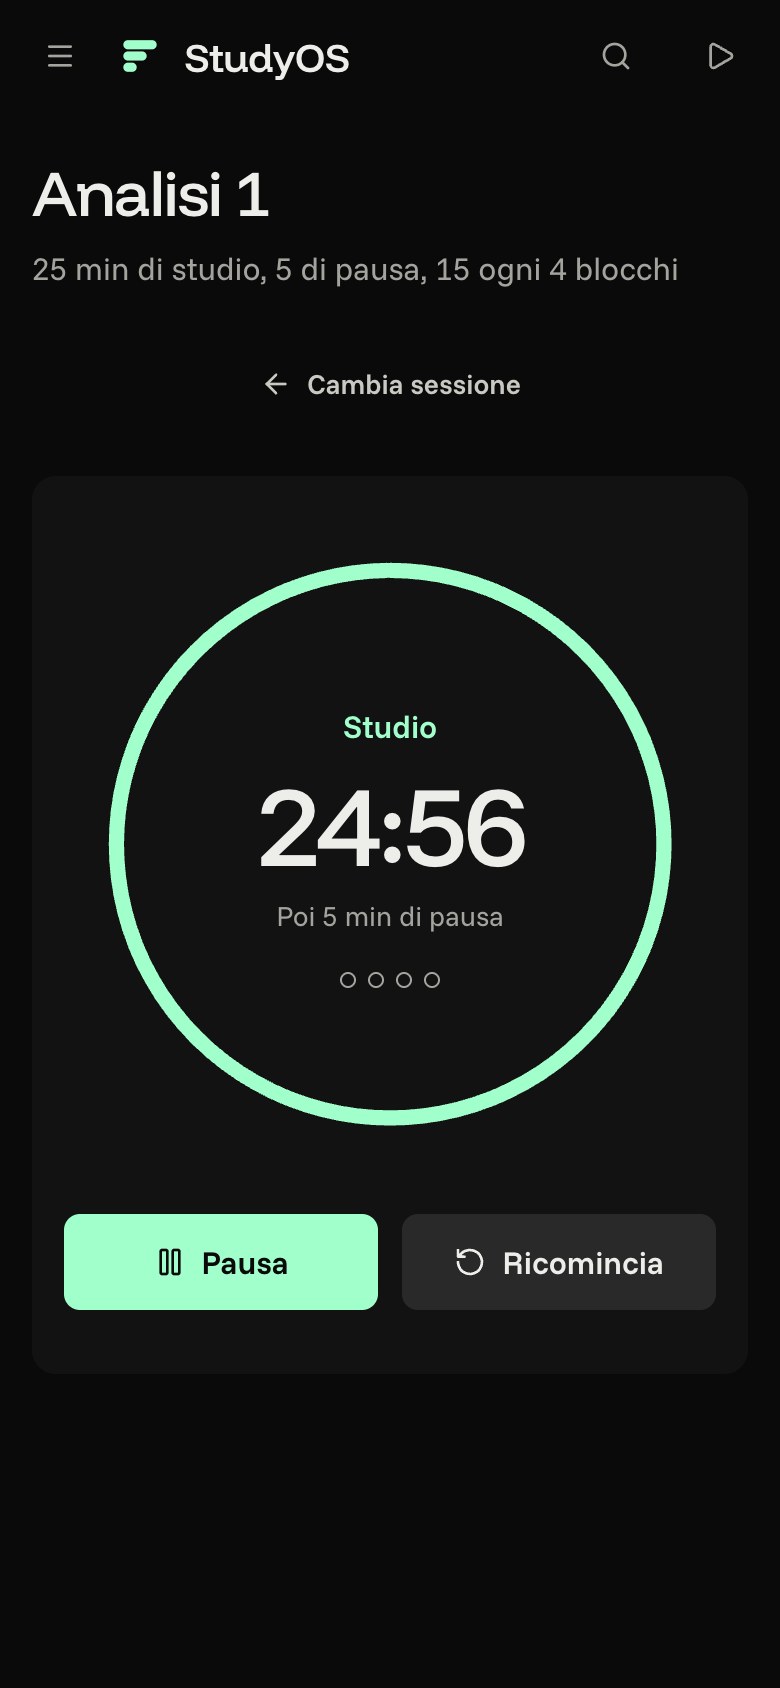 StudyOS
Analisi 1
25 min di studio, 5 di pausa, 15 ogni 4 blocchi
Cambia sessione
Studio
24:56
Poi 5 min di pausa
Pausa
Ricomincia